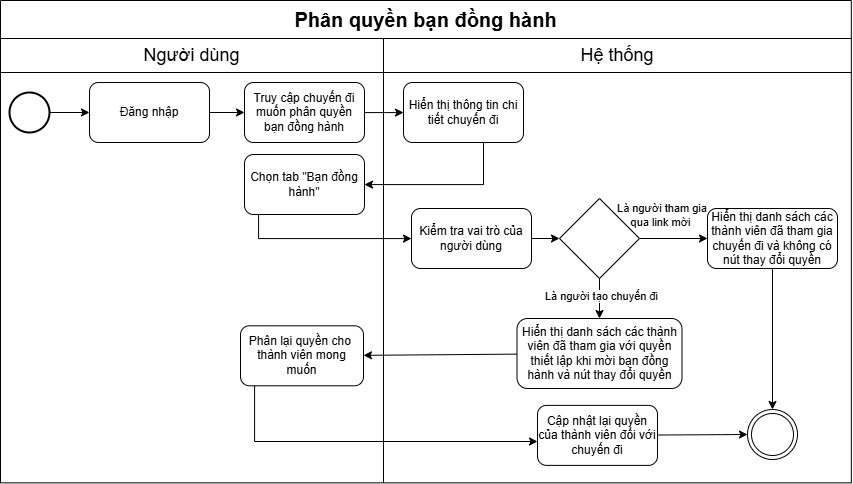 Phân quyền bạn đồng hành
Người dùng
Hệ thống
Đăng nhập
Truy cập chuyến đi
muốn phân quyền
bạn đồng hành
Hiển thị thông tin chi
tiết chuyến đi
Chọn tab "Bạn đồng
hành"
Kiểm tra vai trò của
người dùng
Là người tham gia
qua link mời
Hiển thị danh sách các
thành viên đã tham gia
chuyến đi và không có
nút thay đổi quyền
Là người tạo chuyến đi
Hiển thị danh sách các thành
viên đã tham gia với quyền
thiết lập khi mời bạn đồng
hành và nút thay đổi quyền
Phân lại quyền cho
thành viên mong
muốn
Cập nhật lại quyền
của thành viên đối với
chuyến đi